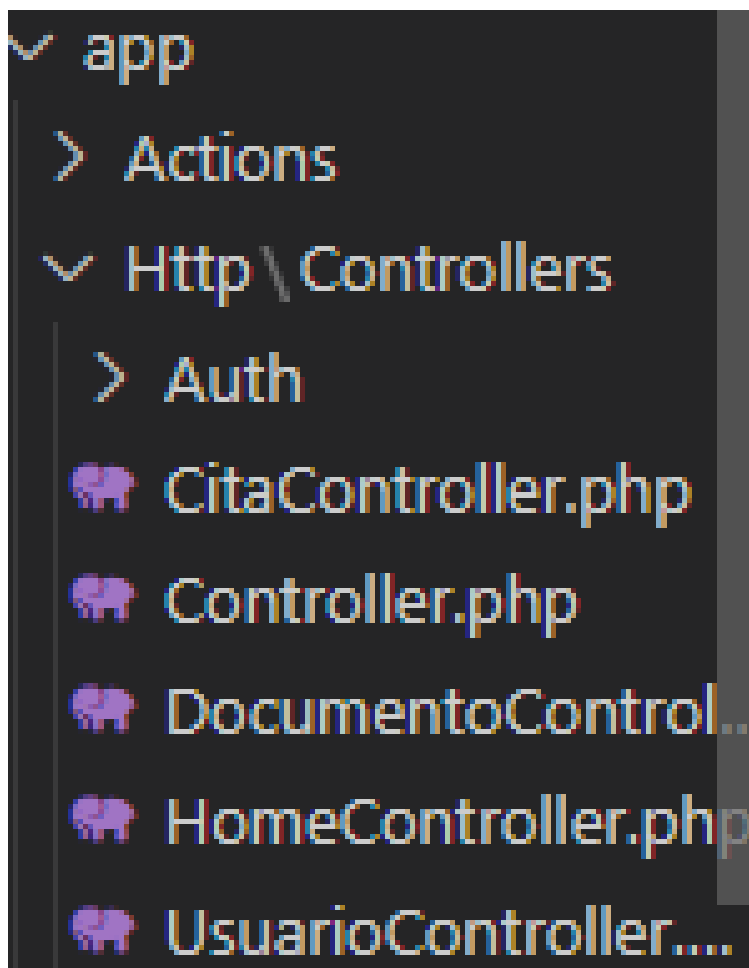 app
Actions
Http \ Controllers
Auth
CitaController.php
Controller.php
DocumentoControl...
HomeController.php
UsuarioController....